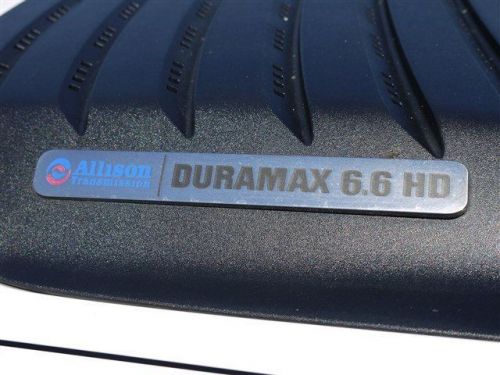 Allison
Transmission
DURAMAX 6.6 HD